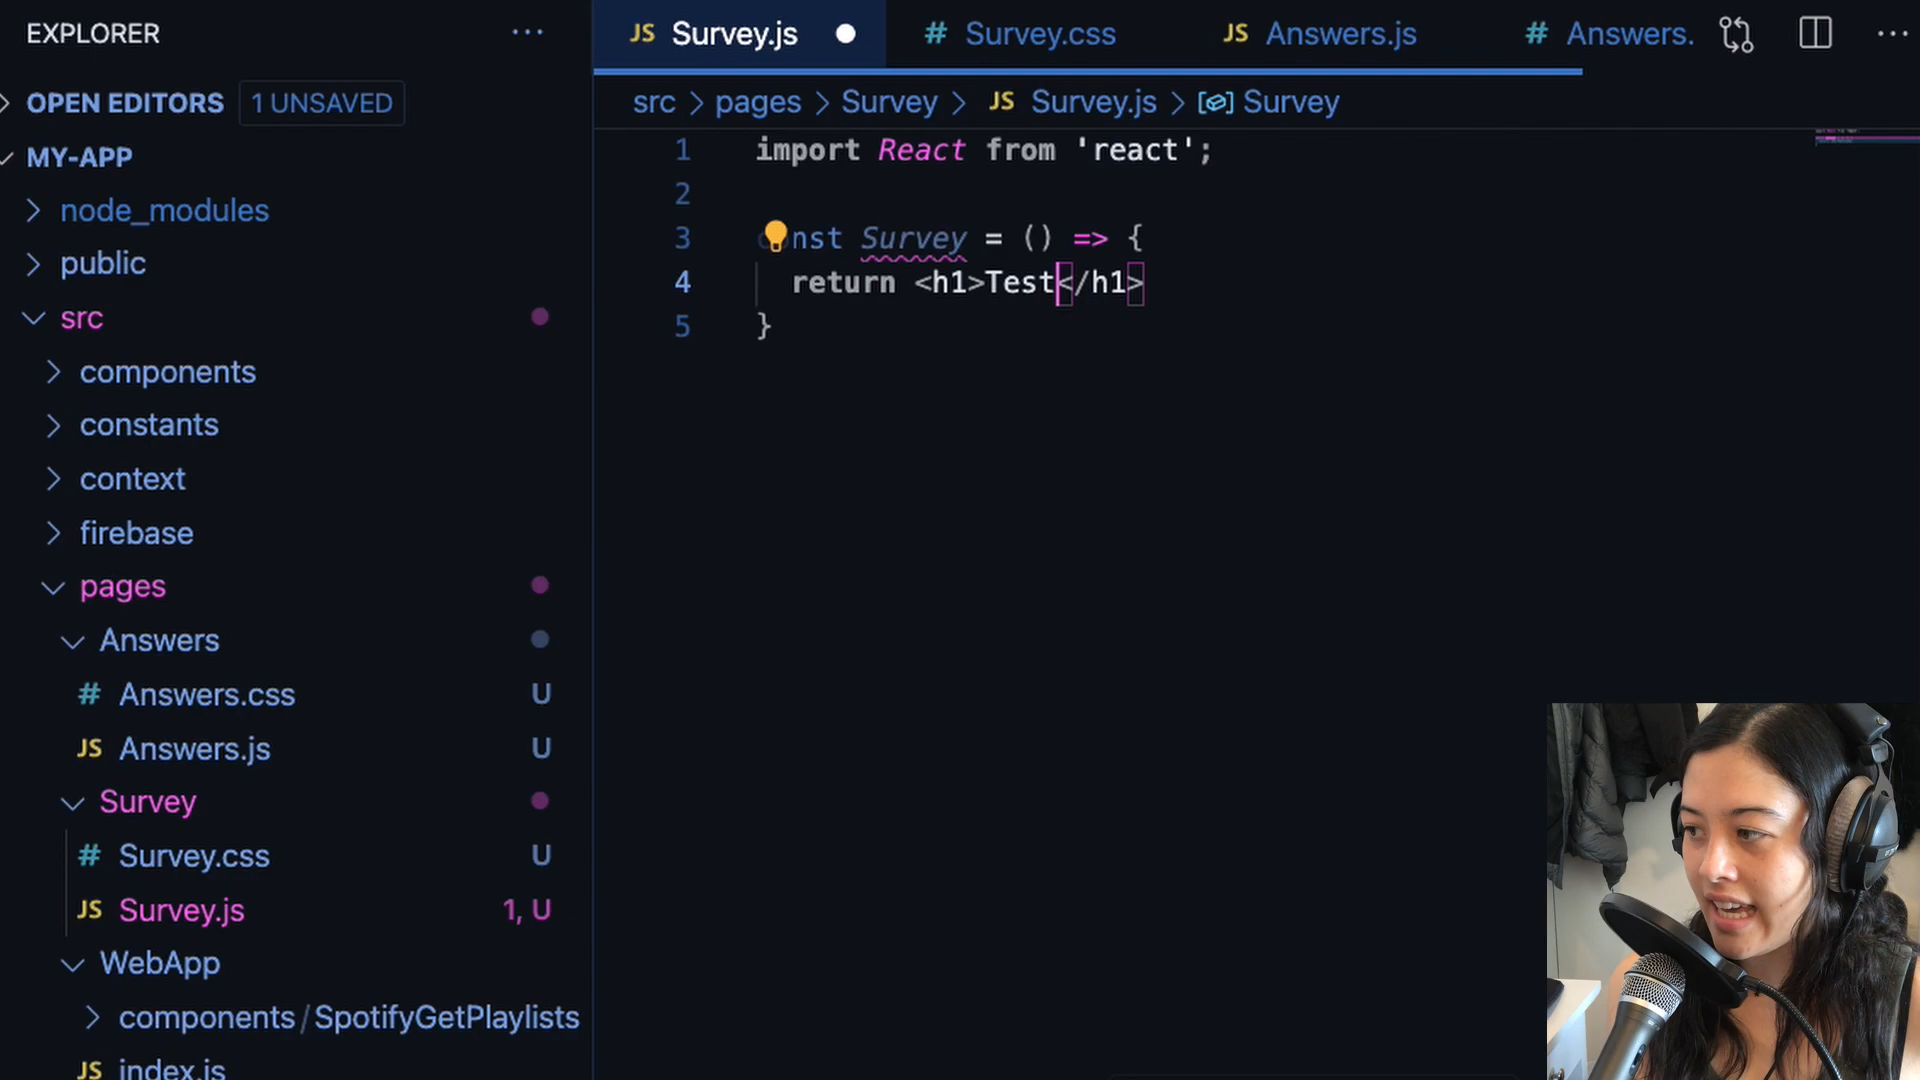 EXPLORER
OPEN EDITORS 1 UNSAVED
MY-APP
node_modules
public
src
components
constants
context
firebase
pages
Answers
# Answers.css U
JS Answers.js U
Survey
# Survey.css U
JS Survey.js 1, U
WebApp
components/SpotifyGetPlaylists
JS index.js
JS Survey.js # Survey.css JS Answers.js # Answers.
src > pages > Survey > JS Survey.js > Survey
1 import React from 'react';
2
3 const Survey = () => {
4 return <h1>Test</h1>
5 }